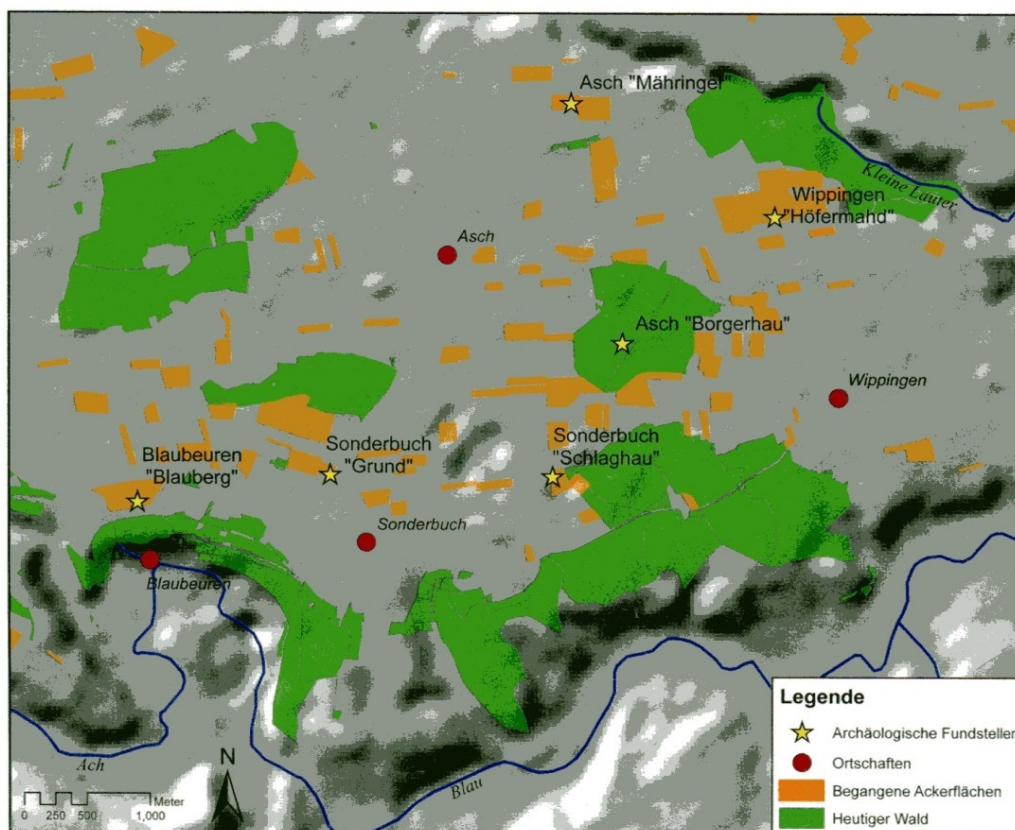 Asch "Mähringer"
Kleine Lauter
Wippingen
"Höfermahd"
Asch
Asch "Borgerhau"
Wippingen
Blaubeuren
"Blauberg"
Sonderbuch
"Grund"
Sonderbuch
"Schlaghau"
Sonderbuch
Blaubeuren
Ach
Blau
N
Meter
0 250 500 1,000
Legende
Archäologische Fundstellen
Ortschaften
Begangene Ackerflächen
Heutiger Wald